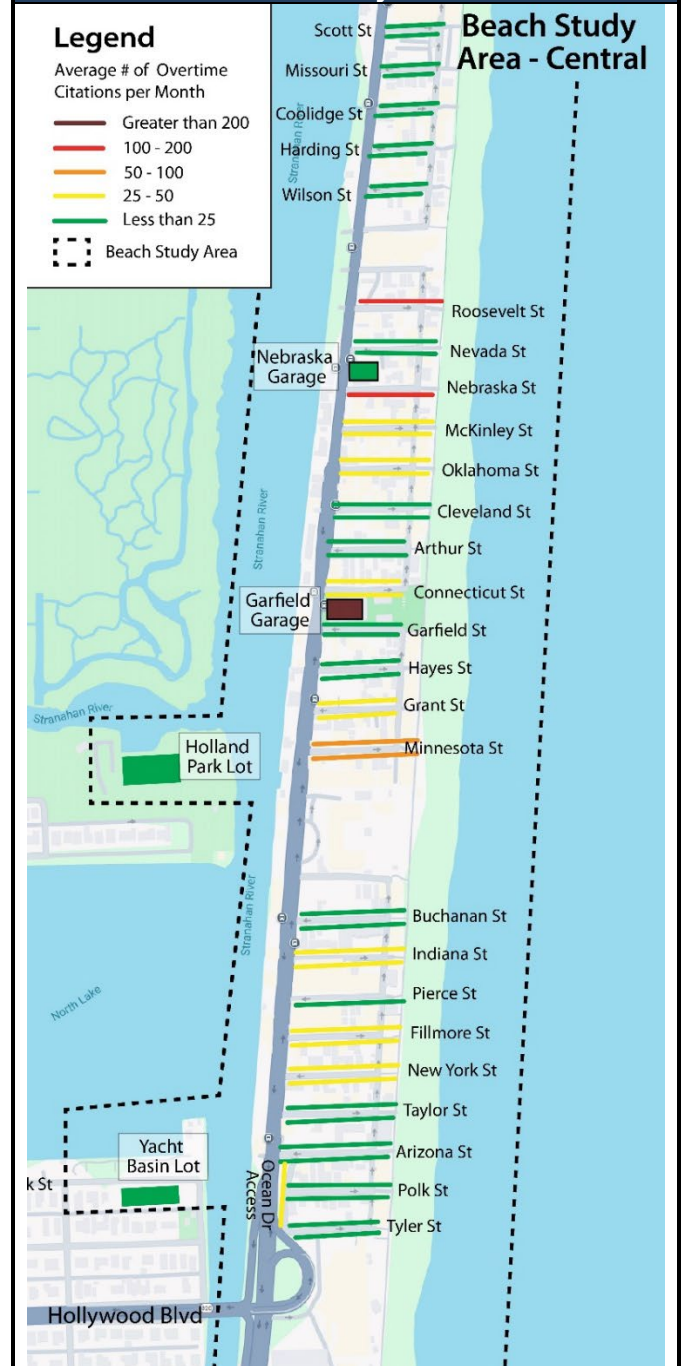 Legend
Average # of Overtime
Citations per Month
Greater than 200
100 - 200
50 - 100
25 - 50
Less than 25
Beach Study Area
Beach Study
Area - Central
Scott St
Missouri St
Coolidge St
Stranahan River
Harding St
Wilson St
Roosevelt St
Nebraska
Garage
Nevada St
Nebraska St
McKinley St
Oklahoma St
Stranahan River
Cleveland St
Arthur St
Garfield
Garage
Connecticut St
Garfield St
Hayes St
Stranahan River
Grant St
Holland
Park Lot
Minnesota St
Stranahan River
Buchanan St
Indiana St
North Lake
Pierce St
Fillmore St
New York St
Taylor St
Yacht
Basin Lot
Ocean Dr
Access
Arizona St
k St
Polk St
Tyler St
Hollywood Blvd